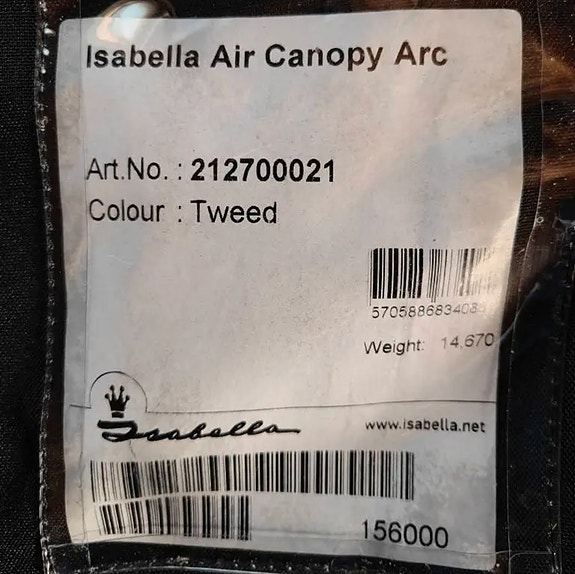 Isabella Air Canopy Arc
Art.No. : 212700021
Colour : Tweed
Weight: 14,670
Isabella
www.isabella.net
156000